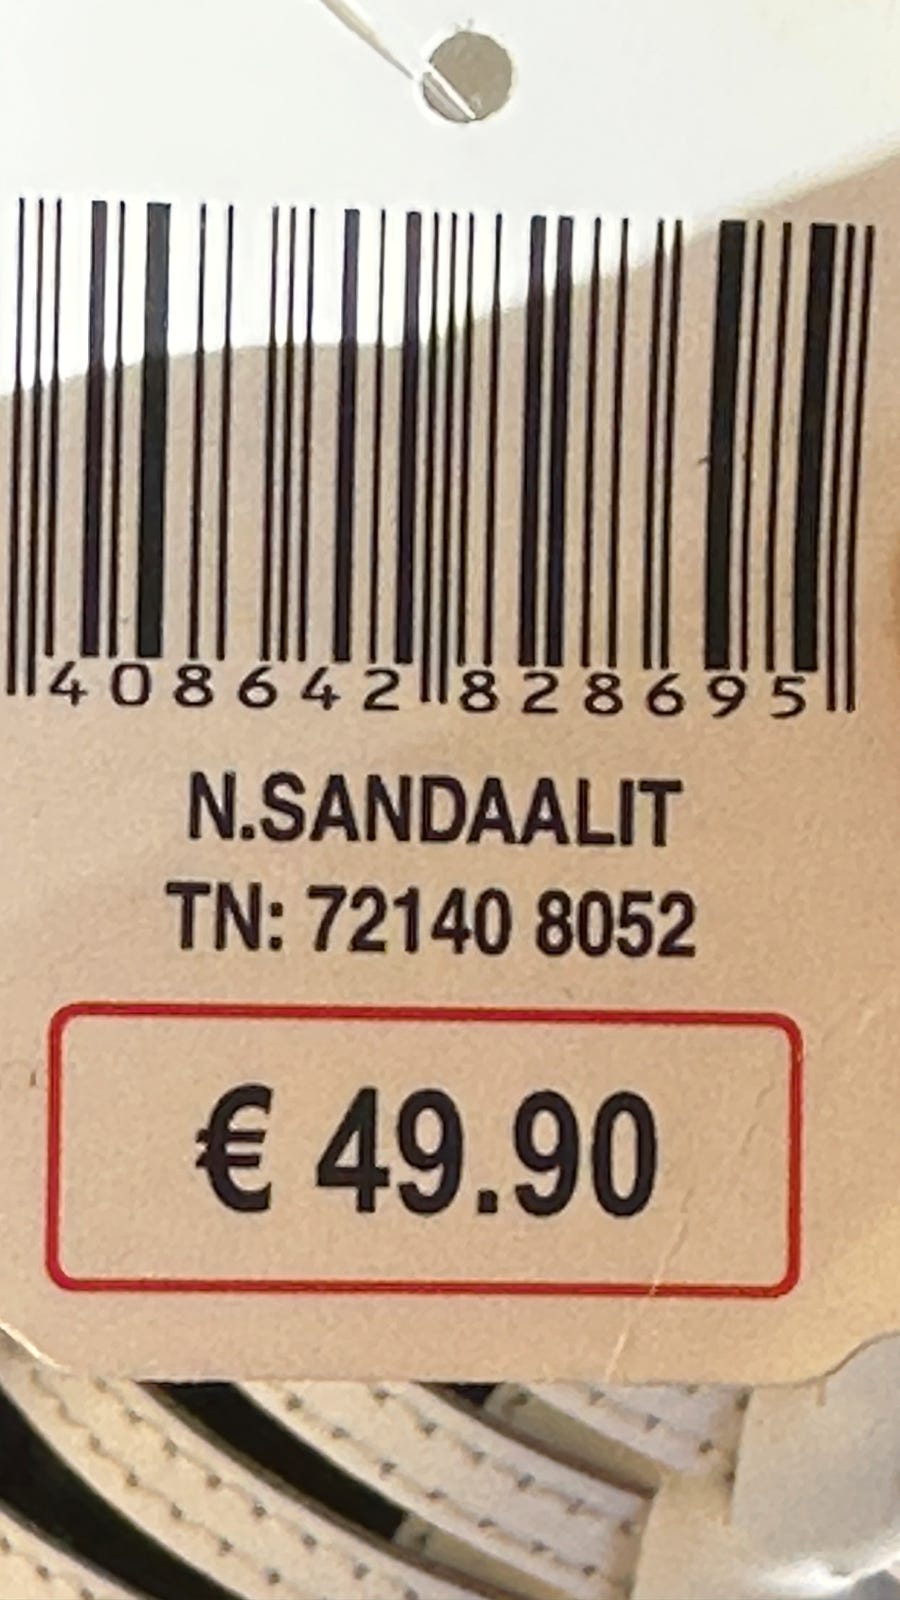 408642 828695
N.SANDAALIT
TN: 72140 8052
€ 49.90